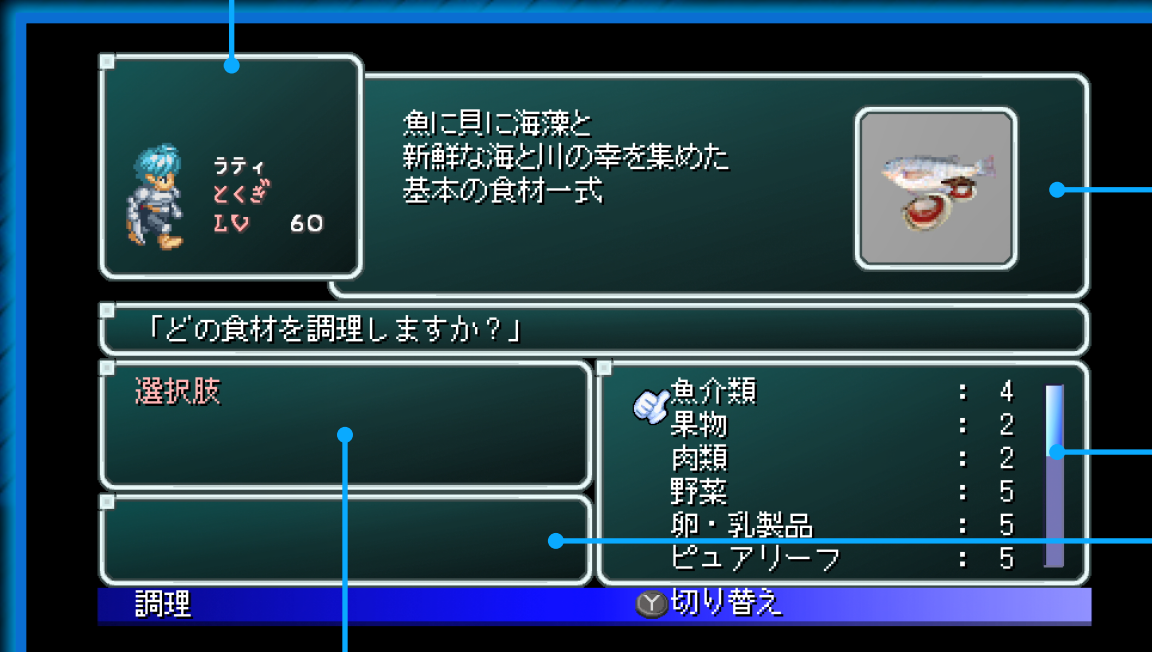 ラティ
とくぎ
LV 60
魚に貝に海藻と
新鮮な海と川の幸を集めた
基本の食材一式
「どの食材を調理しますか？」
選択肢
魚介類 : 4
果物 : 2
肉類 : 2
野菜 : 5
卵・乳製品 : 5
ピュアリーフ : 5
調理
Y切り替え